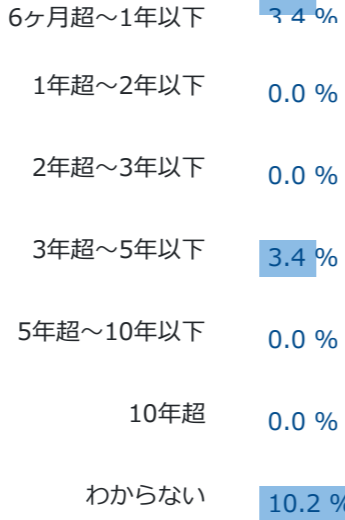 6ヶ月超～1年以下 3.4 %
1年超～2年以下 0.0 %
2年超～3年以下 0.0 %
3年超～5年以下 3.4 %
5年超～10年以下 0.0 %
10年超 0.0 %
わからない 10.2 %